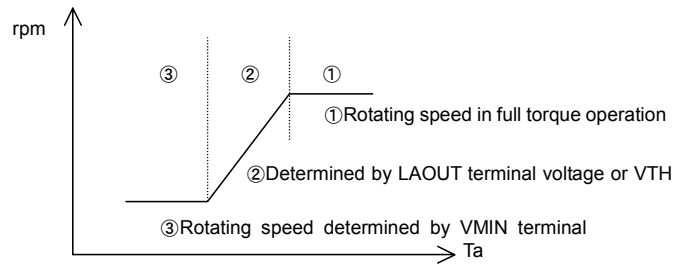 rpm
③ ② ①
①Rotating speed in full torque operation
②Determined by LAOUT terminal voltage or VTH
③Rotating speed determined by VMIN terminal
Ta